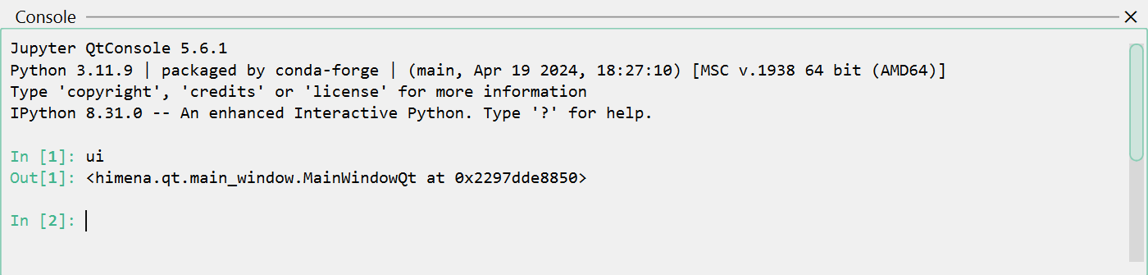 Console
Jupyter QtConsole 5.6.1
Python 3.11.9 | packaged by conda-forge | (main, Apr 19 2024, 18:27:10) [MSC v.1938 64 bit (AMD64)]
Type 'copyright', 'credits' or 'license' for more information
IPython 8.31.0 -- An enhanced Interactive Python. Type '?' for help.
In [1]: ui
Out[1]: <himena.qt.main_window.MainWindowQt at 0x2297dde8850>
In [2]: